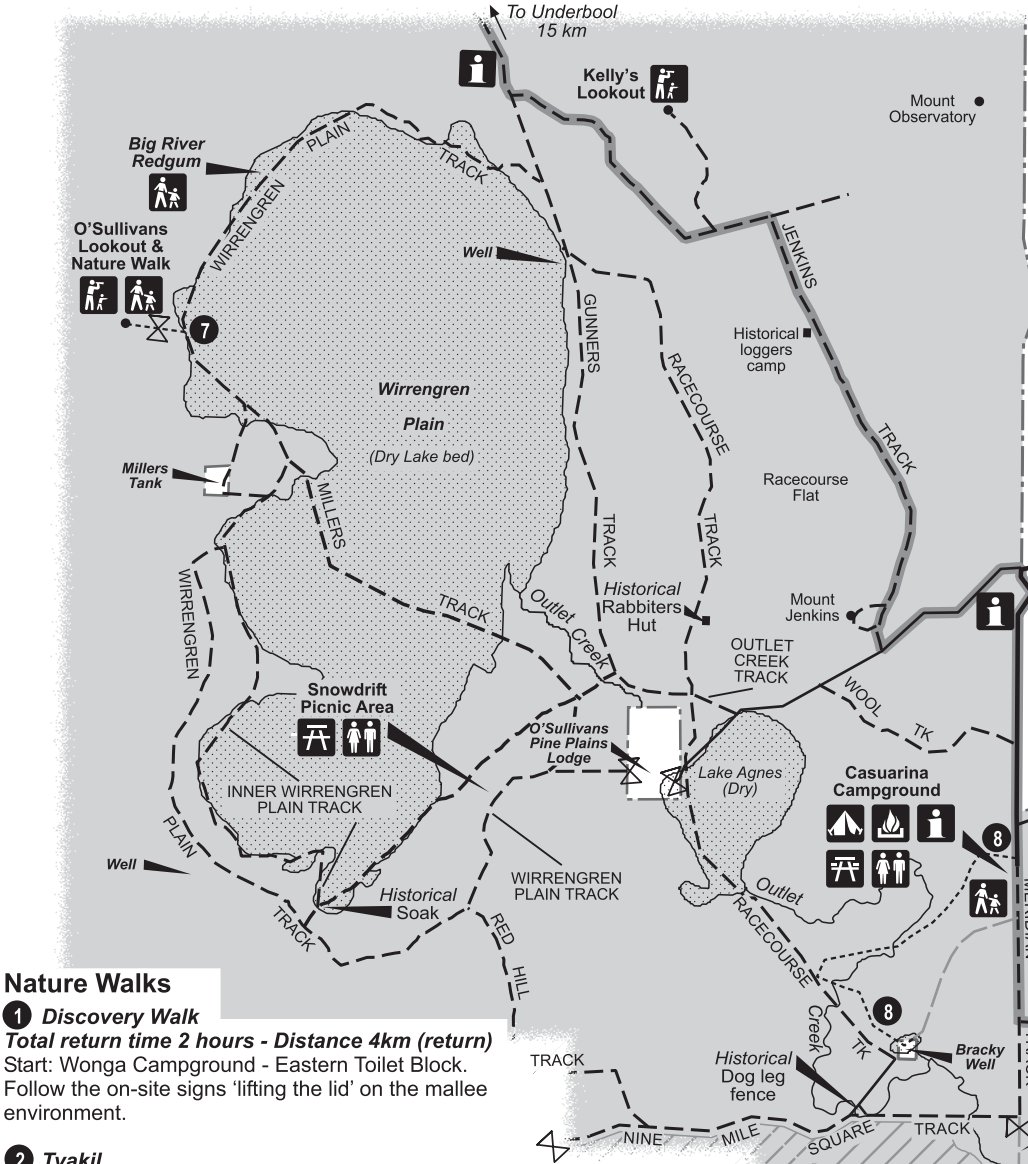 To Underbool
15 km
i
Kelly's
Lookout
Mount
Observatory
PLAIN
TRACK
Big River
Redgum
WIRRENGREN
O'Sullivans
Lookout &
Nature Walk
7
Well
JENKINS
GUNNERS
Historical
loggers
camp
RACECOURSE
Wirrengren
Plain
(Dry Lake bed)
TRACK
Millers
Tank
MILLERS
Racecourse
Flat
TRACK
TRACK
WIRRENGREN
TRACK
Outlet Creek
Historical
Rabbiters
Hut
Mount
Jenkins
i
OUTLET
CREEK
TRACK
Snowdrift
Picnic Area
WOOL
TK
O'Sullivans
Pine Plains
Lodge
Lake Agnes
(Dry)
Casuarina
Campground
i
INNER WIRRENGREN
PLAIN TRACK
PLAIN
8
Well
WIRRENGREN
PLAIN TRACK
Historical
Soak
Outlet
TRACK
RED
HILL
RACECOURSE
TK
Creek
8
Nature Walks
1 Discovery Walk
Total return time 2 hours - Distance 4km (return)
Start: Wonga Campground - Eastern Toilet Block.
Follow the on-site signs 'lifting the lid' on the mallee
environment.
2 Tyakil
TRACK
Historical
Dog leg
fence
Bracky
Well
NINE
MILE
SQUARE
TRACK